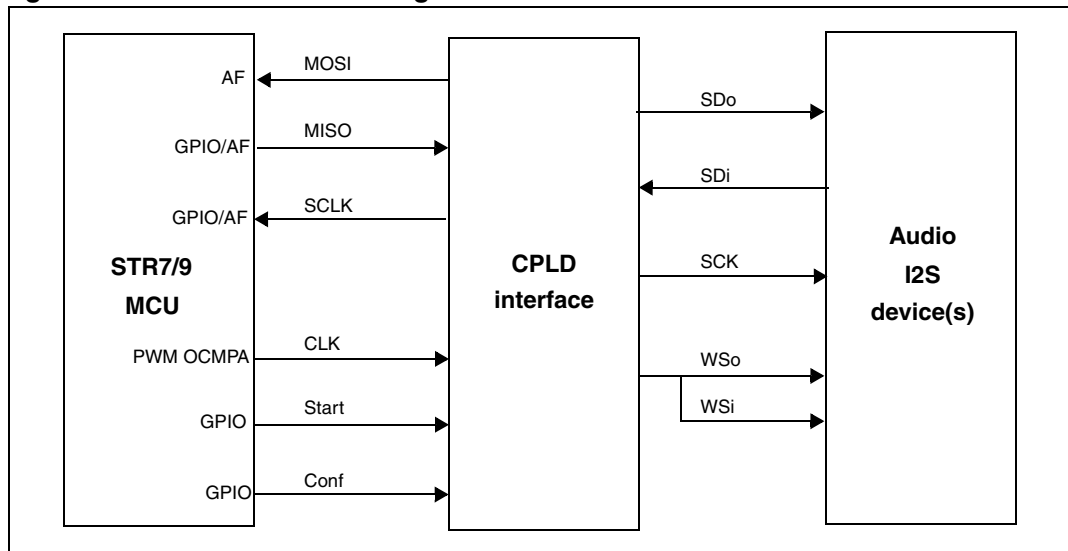 AF
MOSI
GPIO/AF
MISO
GPIO/AF
SCLK
STR7/9
MCU
PWM OCMPA
CLK
GPIO
Start
GPIO
Conf
CPLD
interface
SDo
SDi
SCK
WSo
WSi
Audio
I2S
device(s)